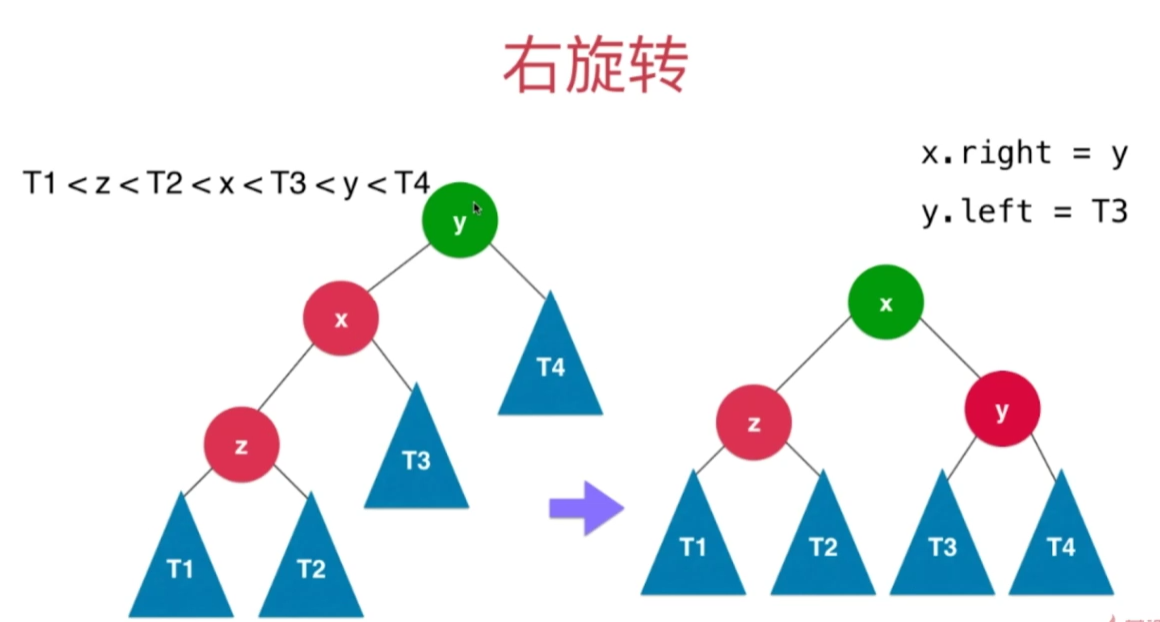 右旋转
x.right = y
T1 < z < T2 < x < T3 < y < T4
y.left = T3
y
x
x
T4
z
y
z
T3
T1
T2
T3
T4
T1
T2